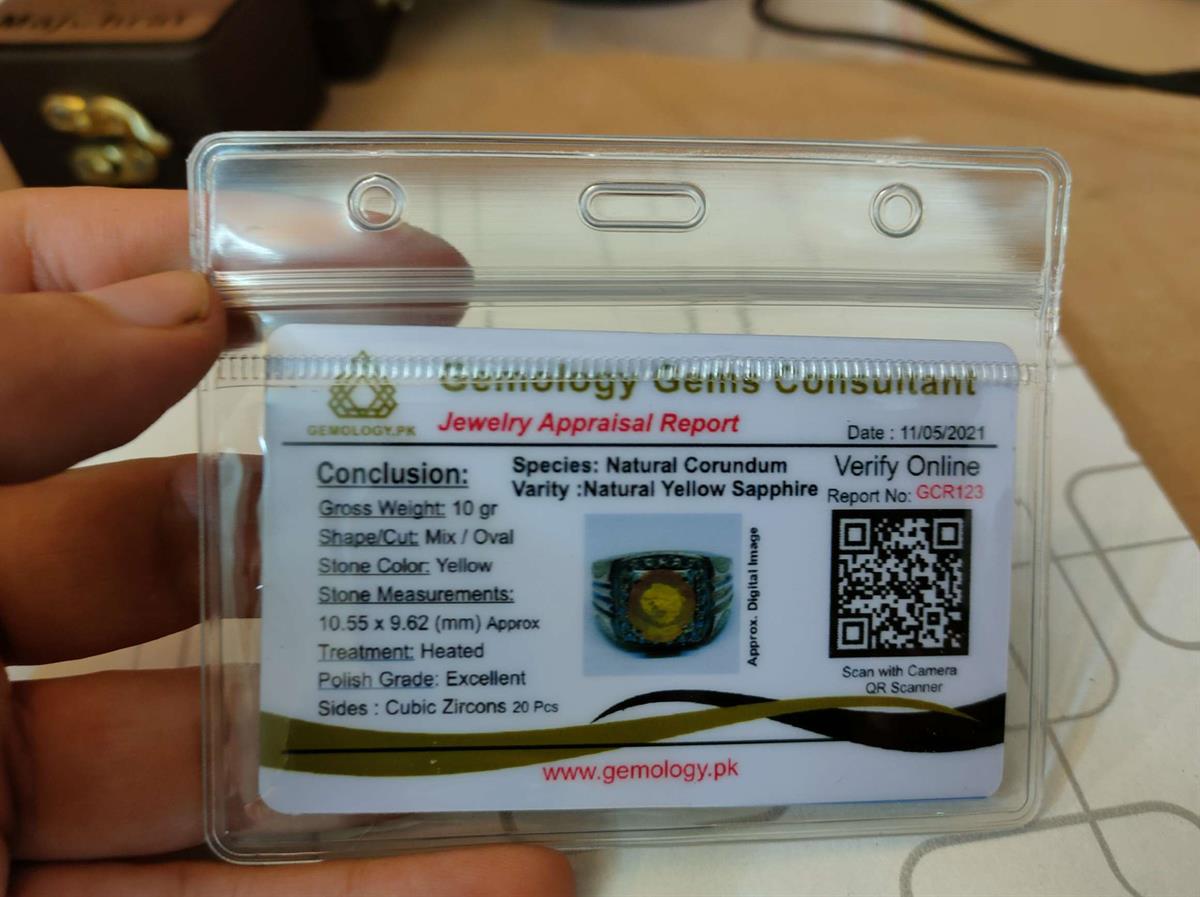 Gemology Gems Consultant
GEMOLOGY.PK
Jewelry Appraisal Report
Date : 11/05/2021
Conclusion:
Gross Weight: 10 gr
Shape/Cut: Mix / Oval
Stone Color: Yellow
Stone Measurements:
10.55 x 9.62 (mm) Approx
Treatment: Heated
Polish Grade: Excellent
Sides : Cubic Zircons 20 Pcs
Species: Natural Corundum
Varity :Natural Yellow Sapphire
Approx. Digital Image
Verify Online
Report No: GCR123
Scan with Camera
QR Scanner
www.gemology.pk